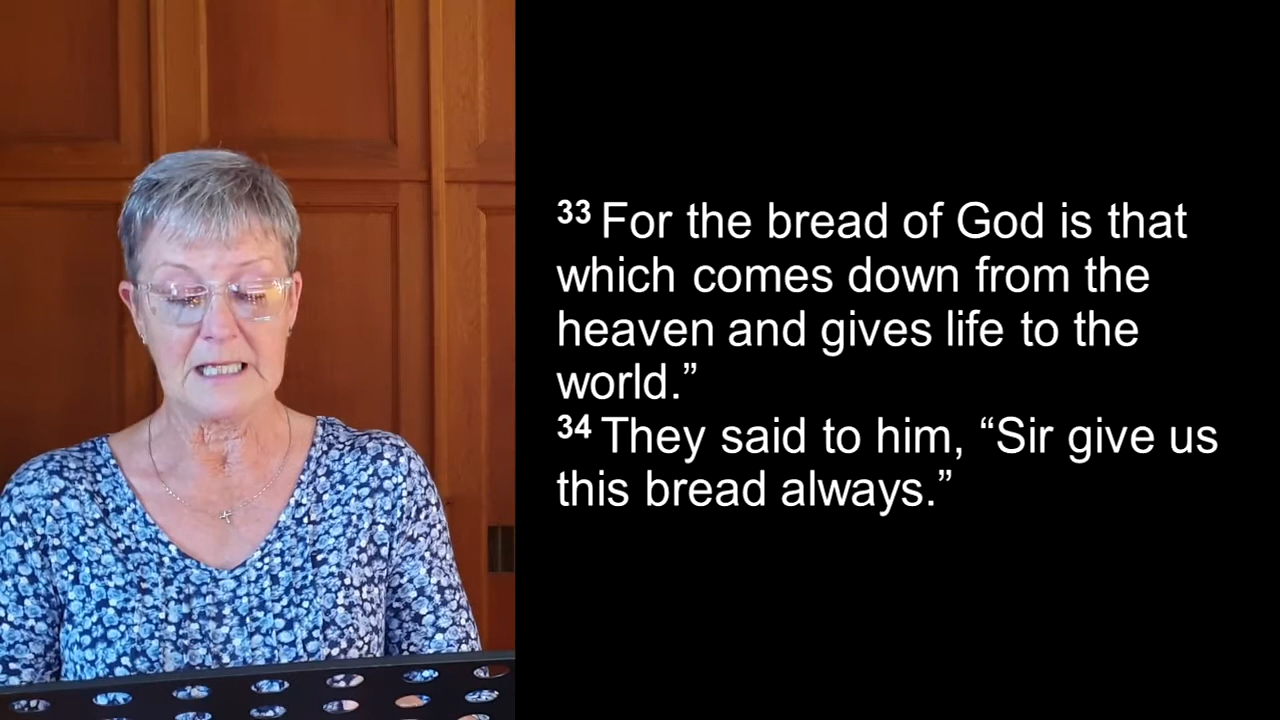 33 For the bread of God is that
which comes down from the
heaven and gives life to the
world.”
34 They said to him, “Sir give us
this bread always.”